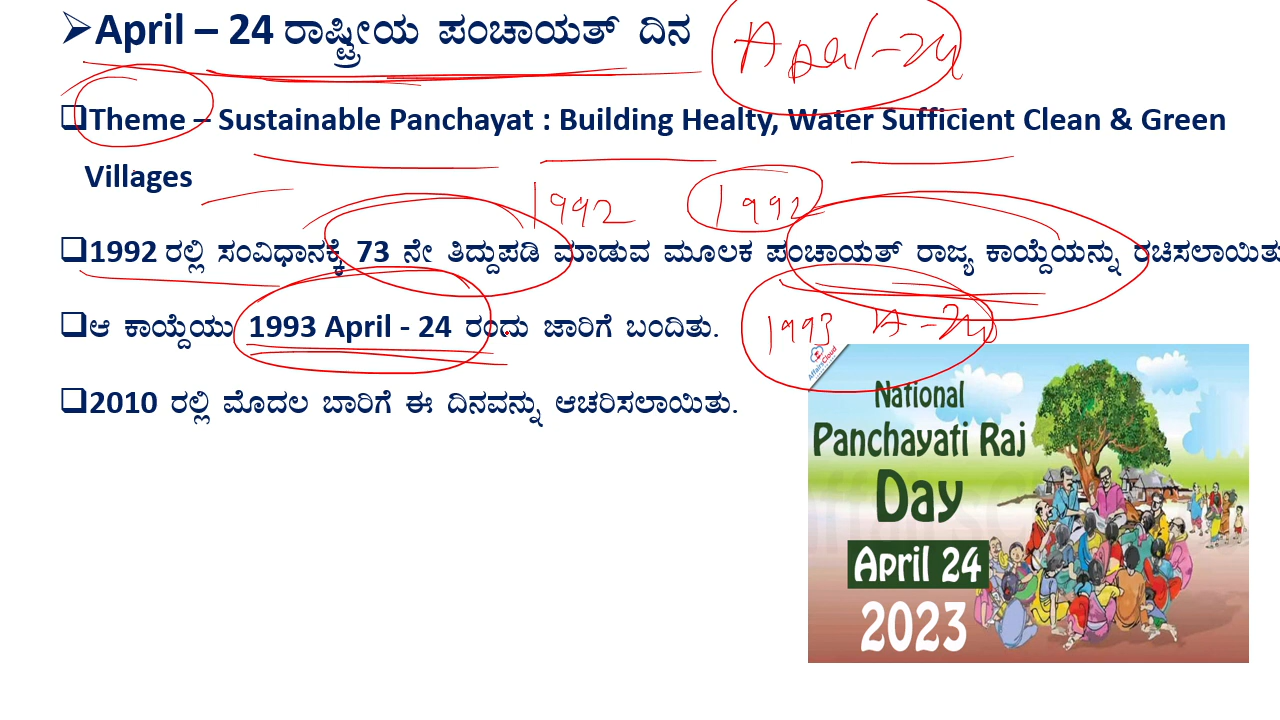 April – 24 ರಾಷ್ಟ್ರೀಯ ಪಂಚಾಯತ್ ದಿನ
April-24
Theme – Sustainable Panchayat : Building Healty, Water Sufficient Clean & Green
Villages
1992 1992
1992 ರಲ್ಲಿ ಸಂವಿಧಾನಕ್ಕೆ 73 ನೇ ತಿದ್ದುಪಡಿ ಮಾಡುವ ಮೂಲಕ ಪಂಚಾಯತ್ ರಾಜ್ಯ ಕಾಯ್ದೆಯನ್ನು ರಚಿಸಲಾಯಿತು
ಆ ಕಾಯ್ದೆಯು 1993 April - 24 ರಂದು ಜಾರಿಗೆ ಬಂದಿತು.
1993 A-24
2010 ರಲ್ಲಿ ಮೊದಲ ಬಾರಿಗೆ ಈ ದಿನವನ್ನು ಆಚರಿಸಲಾಯಿತು.
AffairsCloud
National
Panchayati Raj
Day
April 24
2023